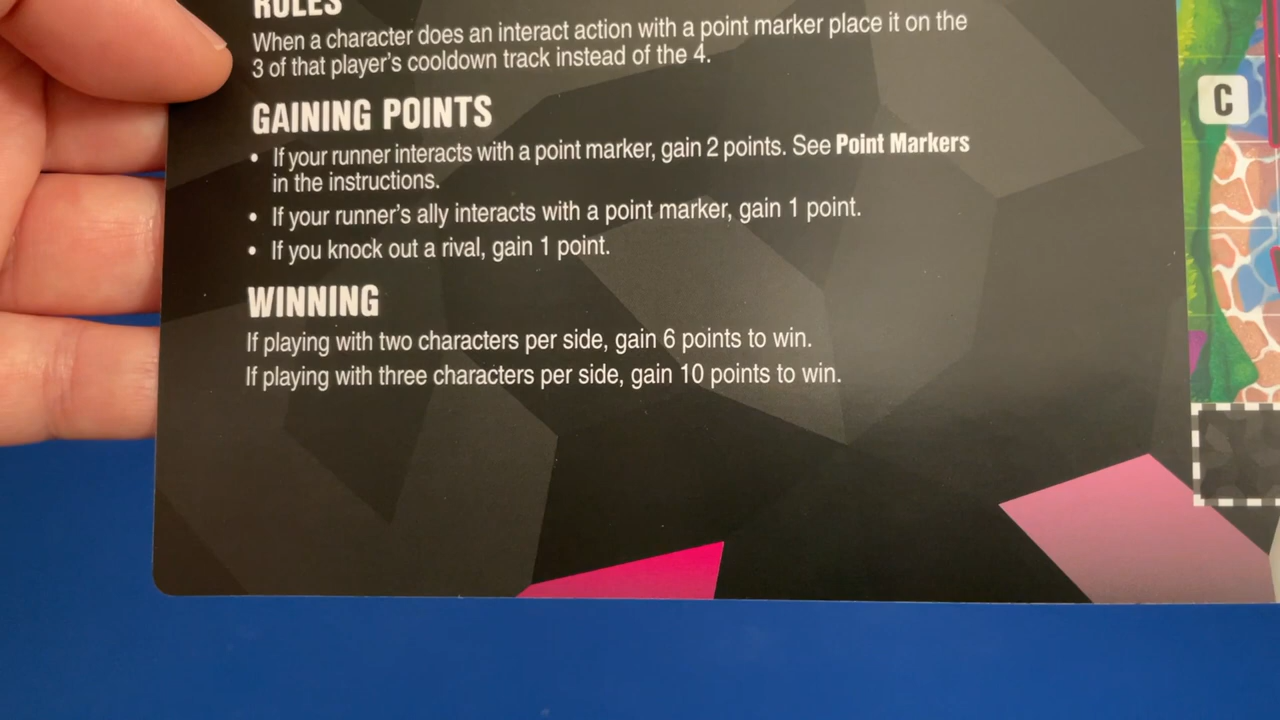 RULES
When a character does an interact action with a point marker place it on the
3 of that player's cooldown track instead of the 4.
GAINING POINTS
• If your runner interacts with a point marker, gain 2 points. See Point Markers
in the instructions.
• If your runner's ally interacts with a point marker, gain 1 point.
• If you knock out a rival, gain 1 point.
WINNING
If playing with two characters per side, gain 6 points to win.
If playing with three characters per side, gain 10 points to win.
C